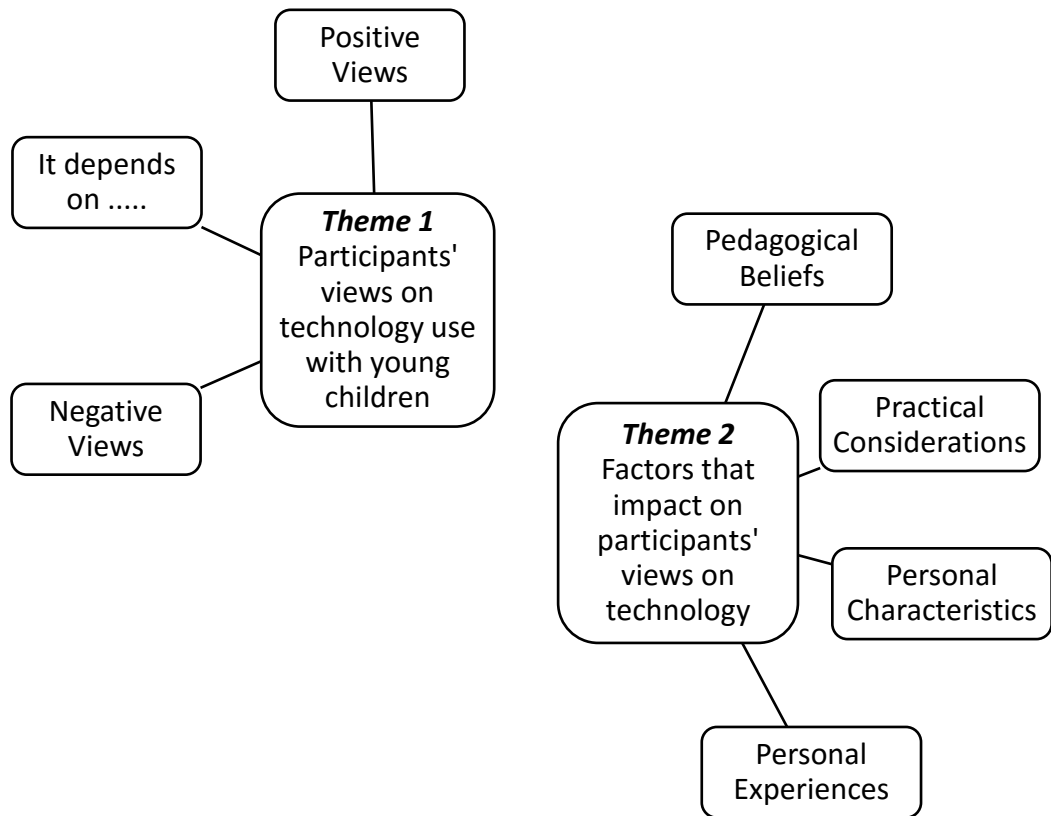 Positive
Views
It depends
on .....
Theme 1
Participants'
views on
technology use
with young
children
Negative
Views
Pedagogical
Beliefs
Theme 2
Factors that
impact on
participants'
views on
technology
Practical
Considerations
Personal
Characteristics
Personal
Experiences